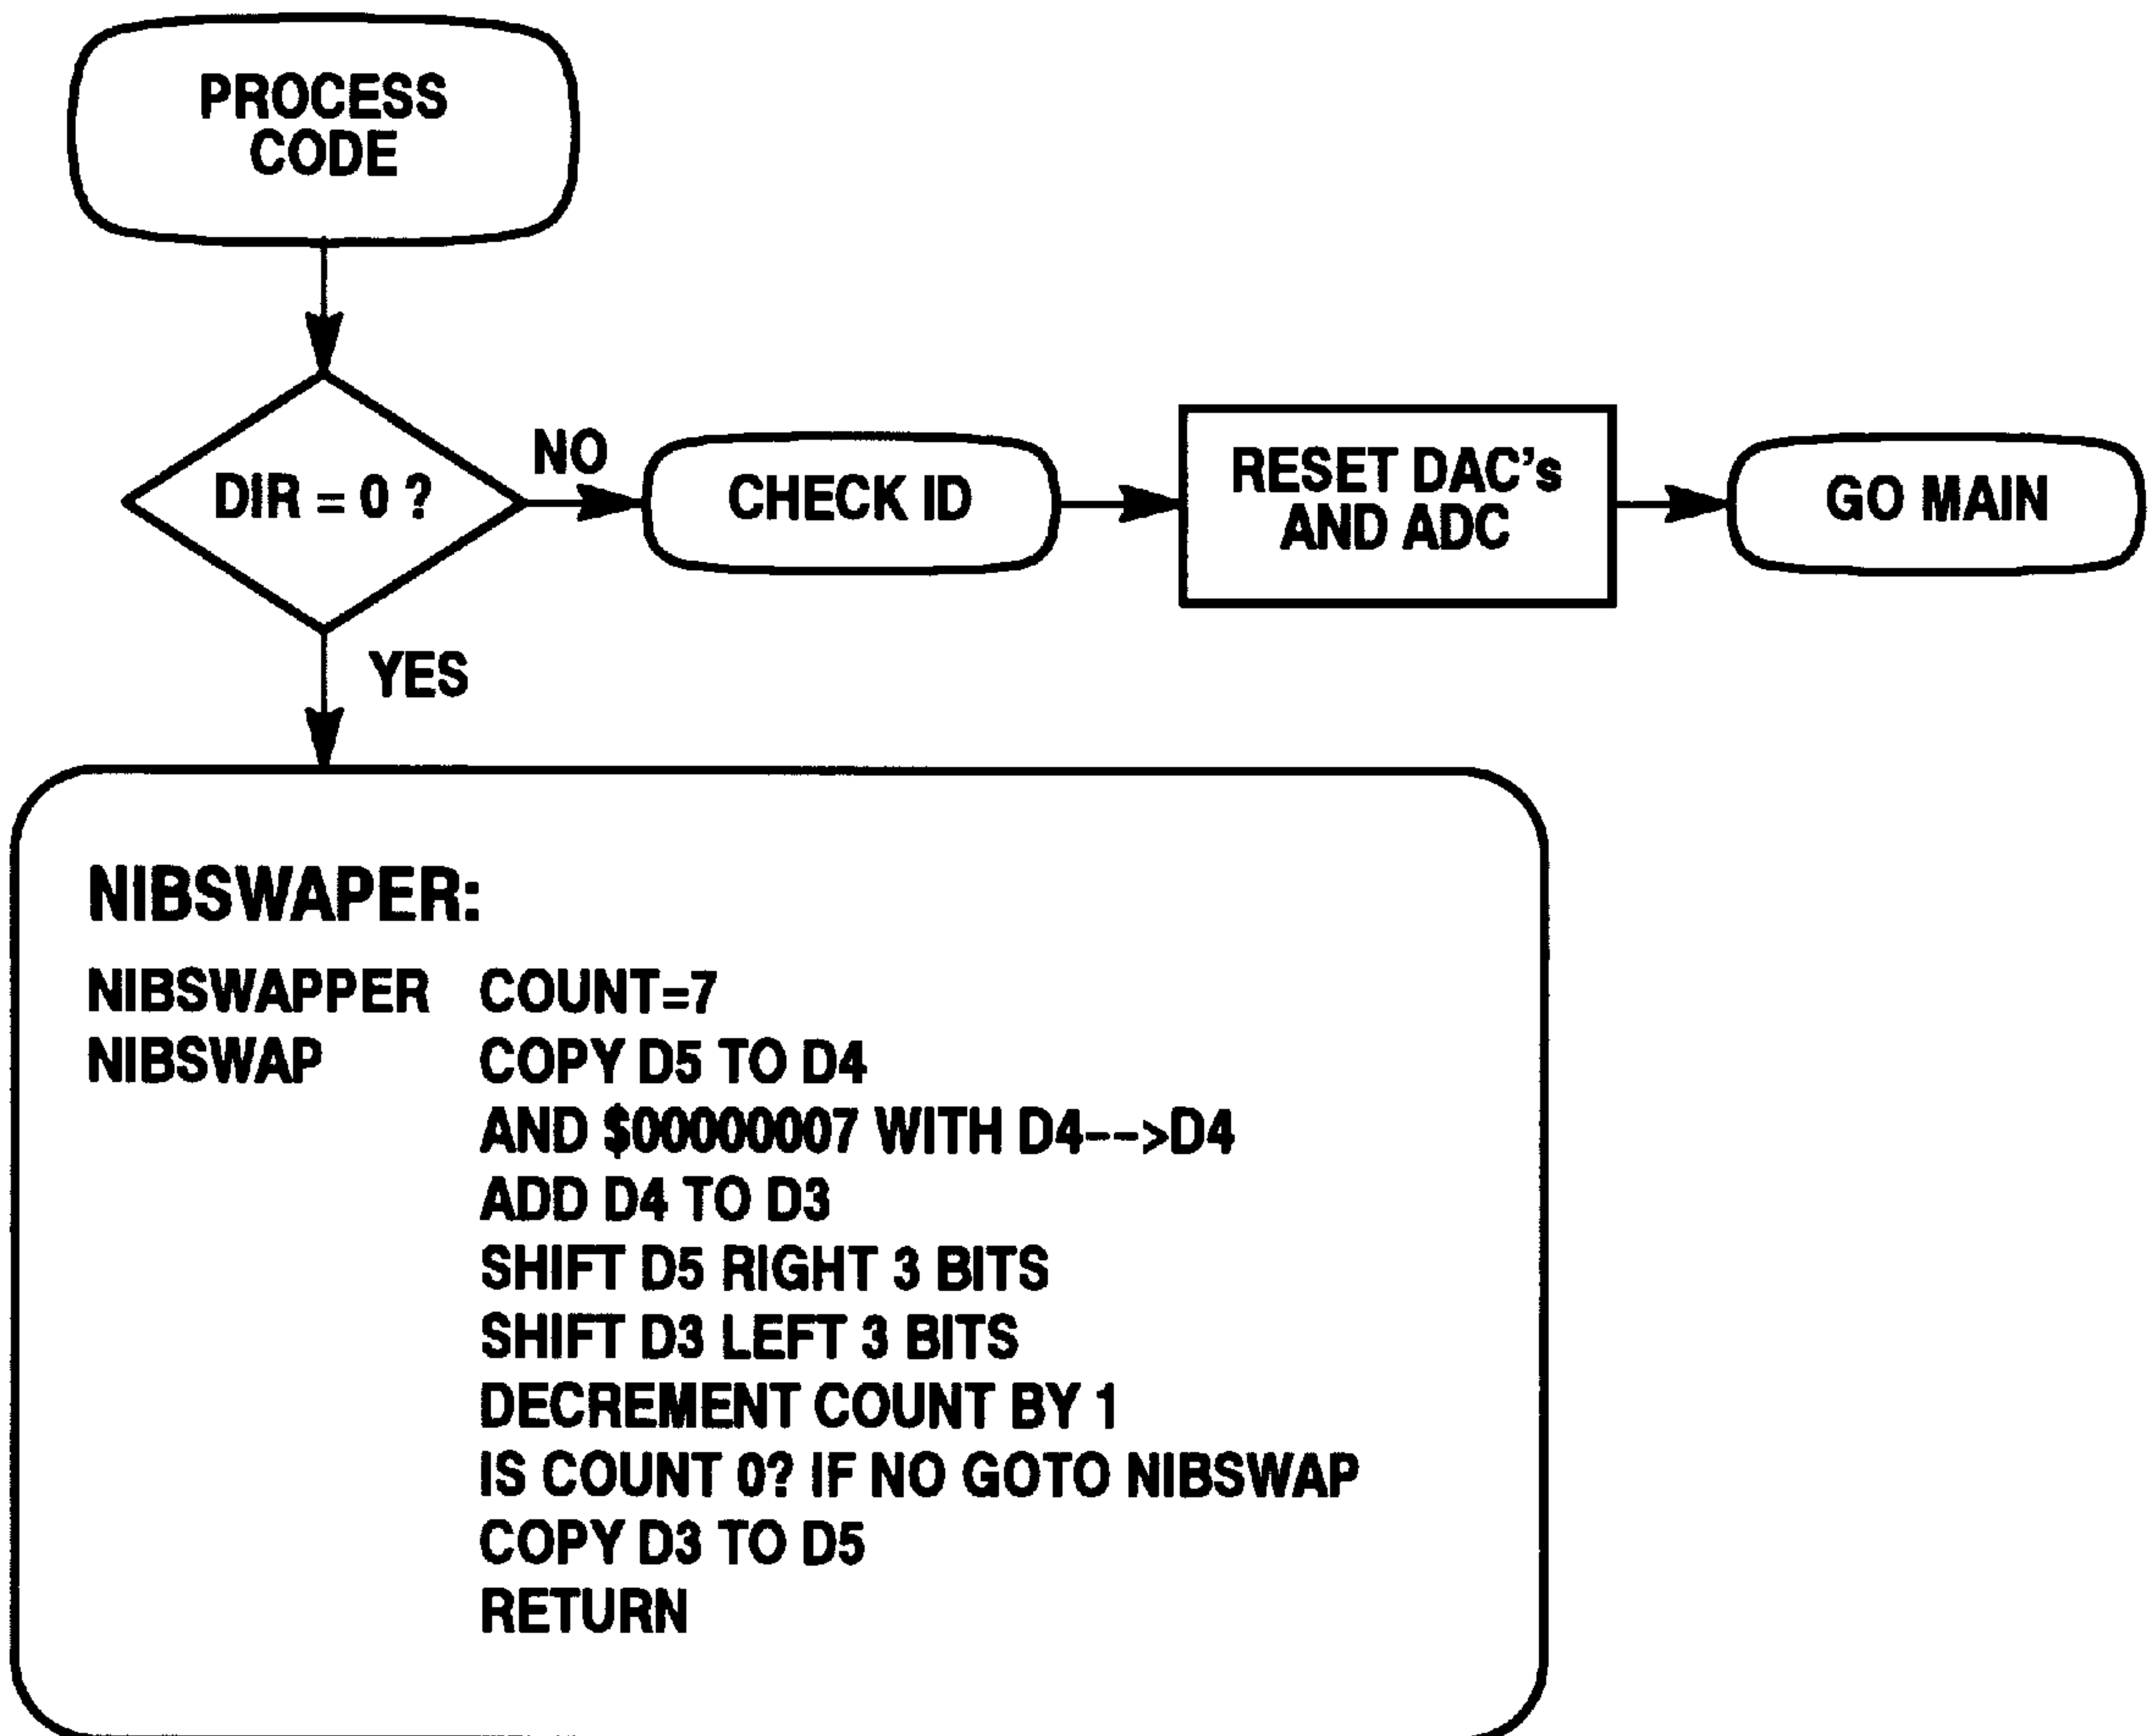 PROCESS
CODE
DIR = 0 ?
NO
CHECK ID
RESET DAC's
AND ADC
GO MAIN
YES
NIBSWAPER:
NIBSWAPPER COUNT=7
NIBSWAP COPY D5 TO D4
AND $00000007 WITH D4-->D4
ADD D4 TO D3
SHIFT D5 RIGHT 3 BITS
SHIFT D3 LEFT 3 BITS
DECREMENT COUNT BY 1
IS COUNT 0? IF NO GOTO NIBSWAP
COPY D3 TO D5
RETURN